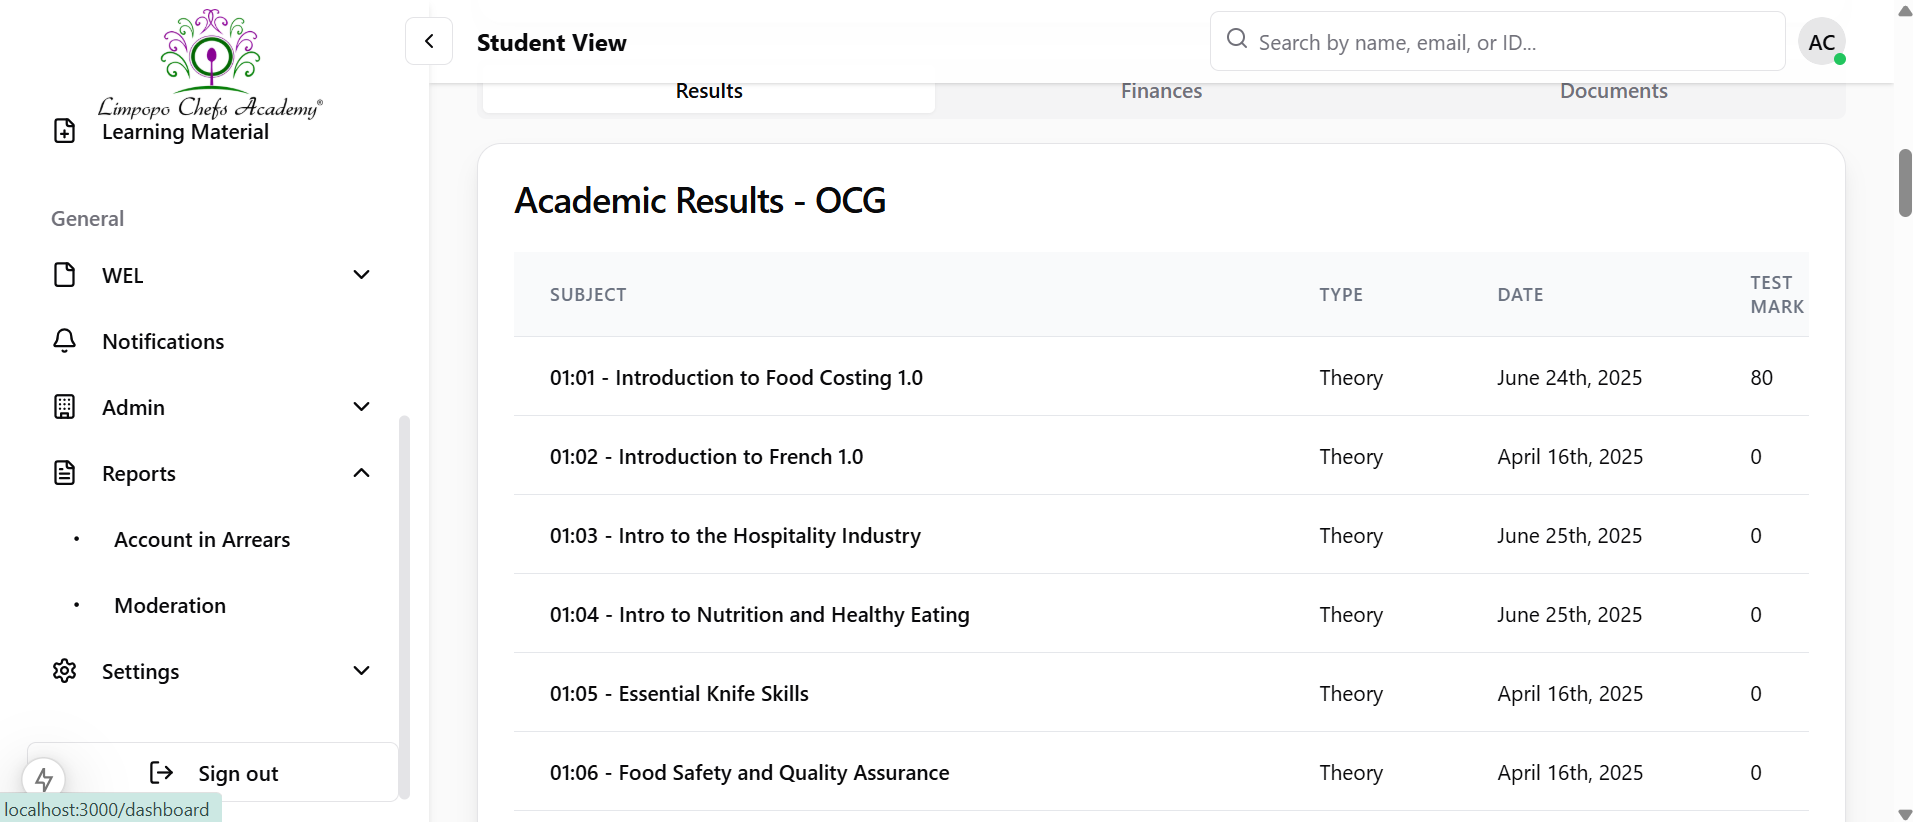 Limpopo Chefs Academy®
Learning Material
General
WEL
Notifications
Admin
Reports
• Account in Arrears
• Moderation
Settings
Sign out
localhost:3000/dashboard
Student View
Search by name, email, or ID...
AC
Results Finances Documents
Academic Results - OCG
SUBJECT TYPE DATE TEST MARK
01:01 - Introduction to Food Costing 1.0 Theory June 24th, 2025 80
01:02 - Introduction to French 1.0 Theory April 16th, 2025 0
01:03 - Intro to the Hospitality Industry Theory June 25th, 2025 0
01:04 - Intro to Nutrition and Healthy Eating Theory June 25th, 2025 0
01:05 - Essential Knife Skills Theory April 16th, 2025 0
01:06 - Food Safety and Quality Assurance Theory April 16th, 2025 0